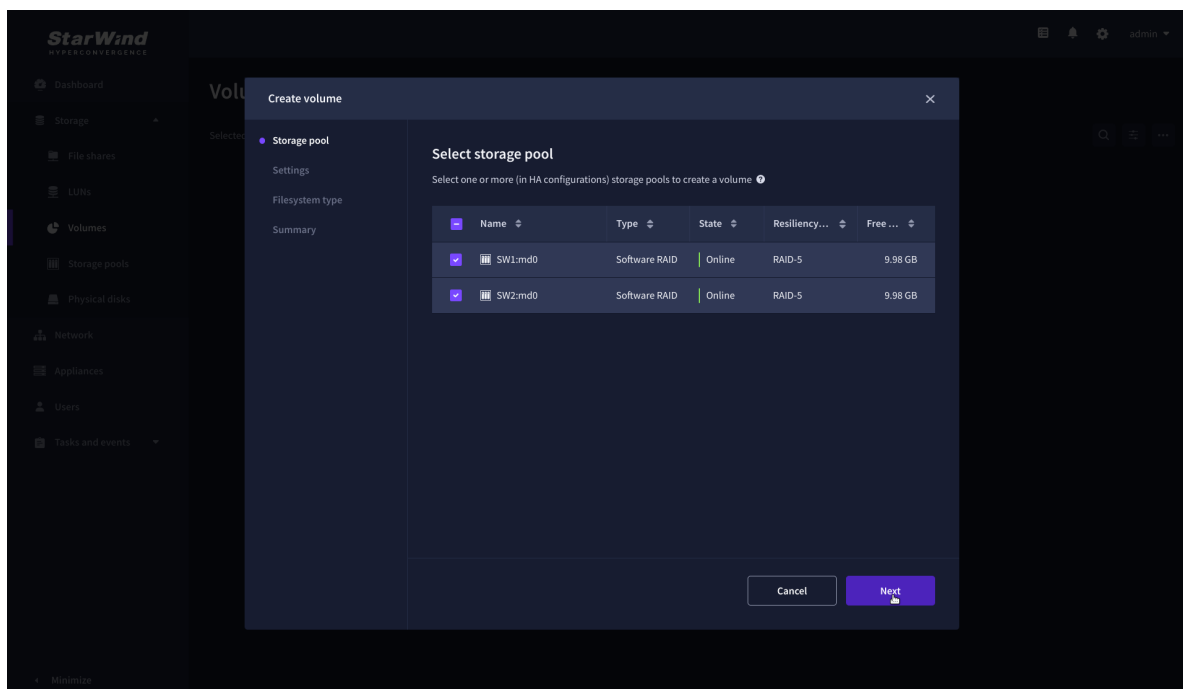 StarWind
HYPERCONVERGENCE
admin
Dashboard
Storage
File shares
LUNs
Volumes
Storage pools
Physical disks
Network
Appliances
Users
Tasks and events
Minimize
Volu
Selected
Create volume
Storage pool
Settings
Filesystem type
Summary
Select storage pool
Select one or more (in HA configurations) storage pools to create a volume
Name Type State Resiliency... Free ...
SW1:md0 Software RAID Online RAID-5 9.98 GB
SW2:md0 Software RAID Online RAID-5 9.98 GB
Cancel Next